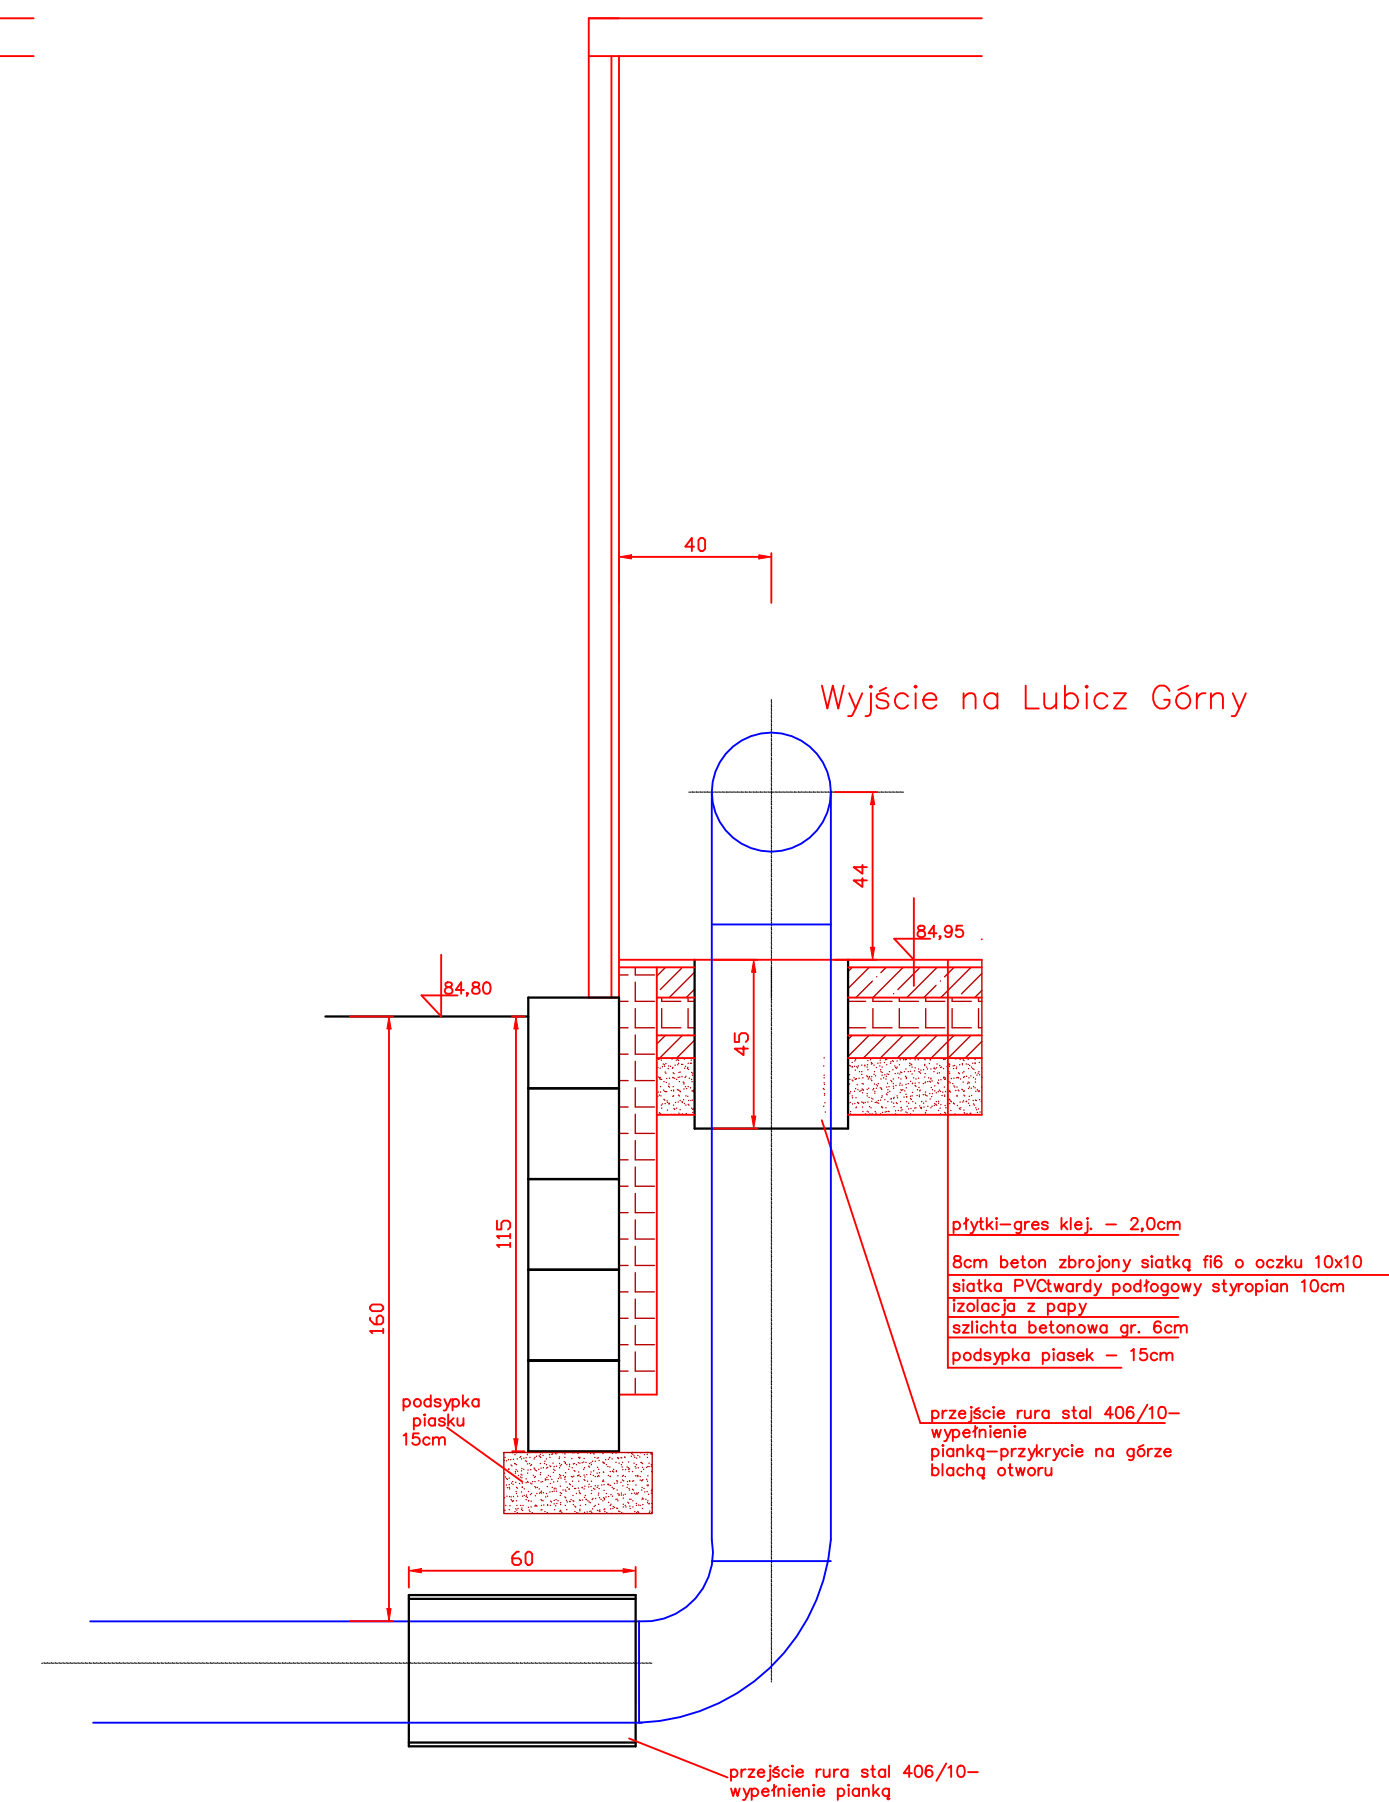 40
Wyjście na Lubicz Górny
44
84,95
84,80
45
115
160
płytki-gres klej. - 2,0cm
8cm beton zbrojony siatką fi6 o oczku 10x10
siatka PVCtwardy podłogowy styropian 10cm
izolacja z papy
szlichta betonowa gr. 6cm
podsypka piasek - 15cm
podsypka
piasku
15cm
przejście rura stal 406/10-
wypełnienie
pianką-przykrycie na górze
blachą otworu
60
przejście rura stal 406/10-
wypełnienie pianką